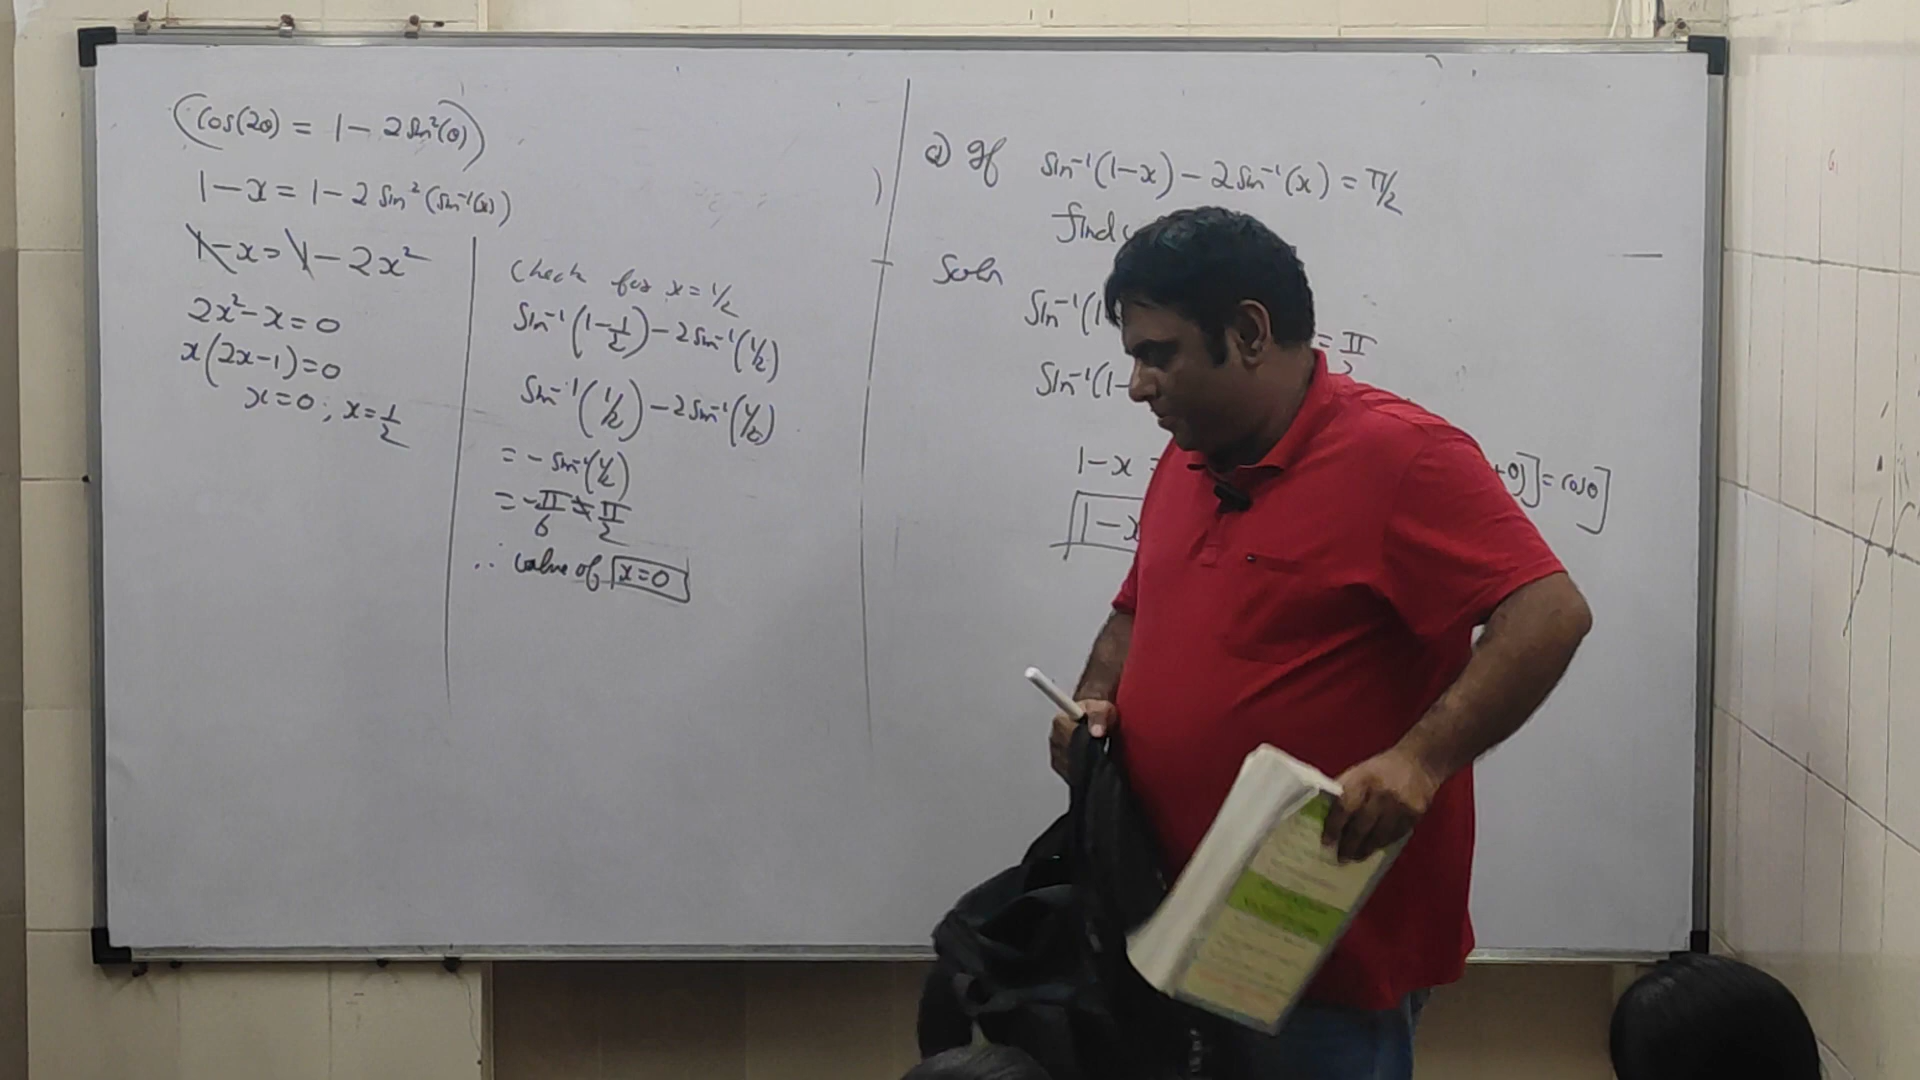 cos(2θ) = 1 - 2 sin²(θ)
1 - x = 1 - 2 sin² (sin⁻¹(x))
1 - x = 1 - 2x²
2x² - x = 0
x(2x-1) = 0
x = 0 ; x = 1/2
Check for x = 1/2
Sin⁻¹(1 - 1/2) - 2 sin⁻¹(1/2)
Sin⁻¹(1/2) - 2 sin⁻¹(1/2)
= - sin⁻¹(1/2)
= -π/6 ≠ π/2
∴ value of x = 0
Q) If sin⁻¹(1-x) - 2 sin⁻¹(x) = π/2
find
Soln
Sin⁻¹(1 = π/2
Sin⁻¹(1-
1 - x = +θ)] = cosθ]
1 - x